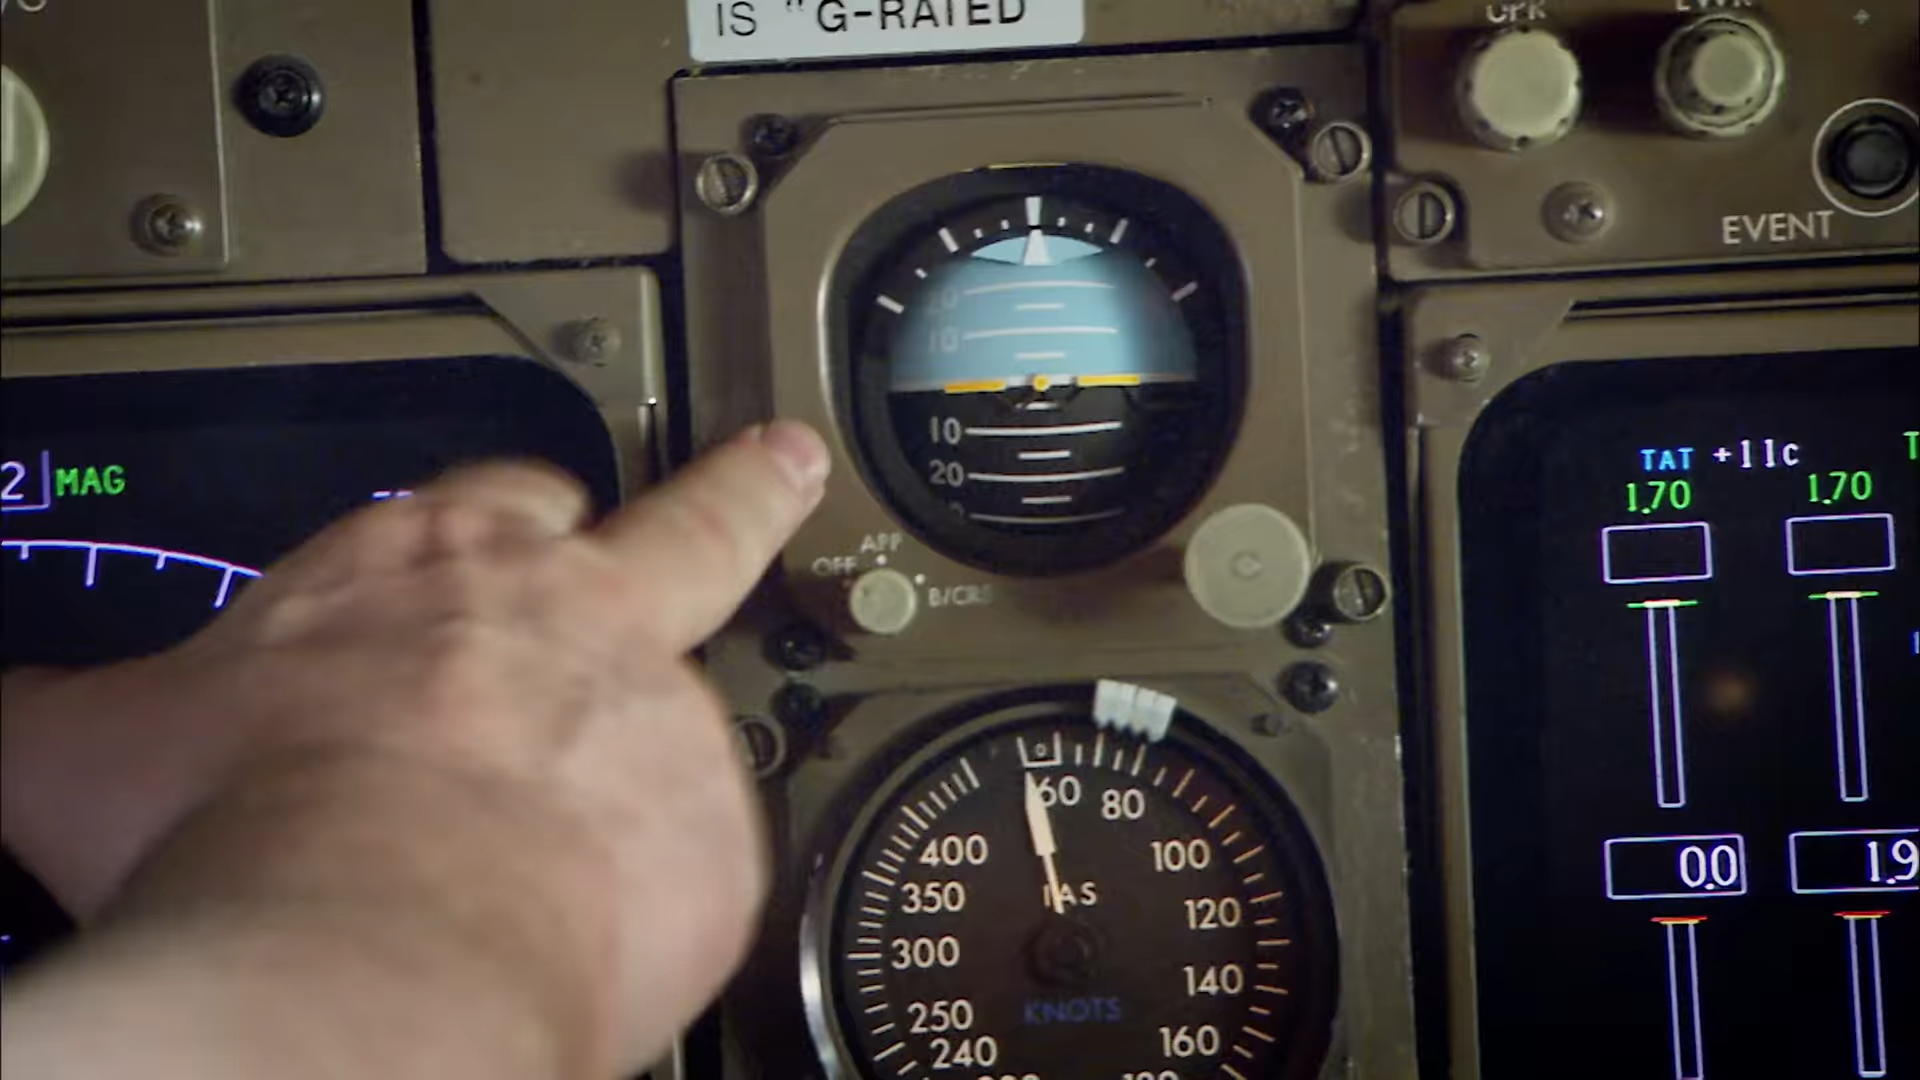 IS "G-RATED
EVENT
2 MAG
20
10
10
20
OFF APP
B/CRS
TAT +11c
1.70 1.70
0.0 1.9
0
60 80
400 100
350 IAS 120
300 140
250 KNOTS 160
240